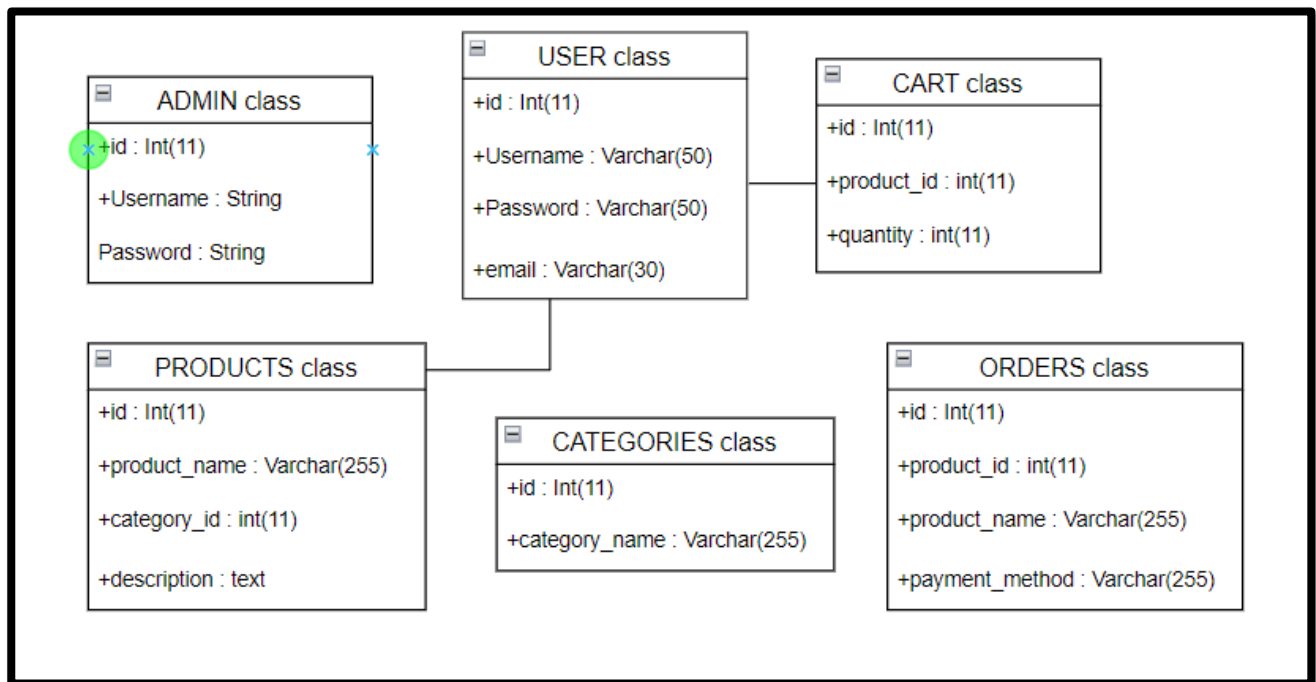 ADMIN class
+id : Int(11)
+Username : String
Password : String
USER class
+id : Int(11)
+Username : Varchar(50)
+Password : Varchar(50)
+email : Varchar(30)
CART class
+id : Int(11)
+product_id : int(11)
+quantity : int(11)
PRODUCTS class
+id : Int(11)
+product_name : Varchar(255)
+category_id : int(11)
+description : text
CATEGORIES class
+id : Int(11)
+category_name : Varchar(255)
ORDERS class
+id : Int(11)
+product_id : int(11)
+product_name : Varchar(255)
+payment_method : Varchar(255)